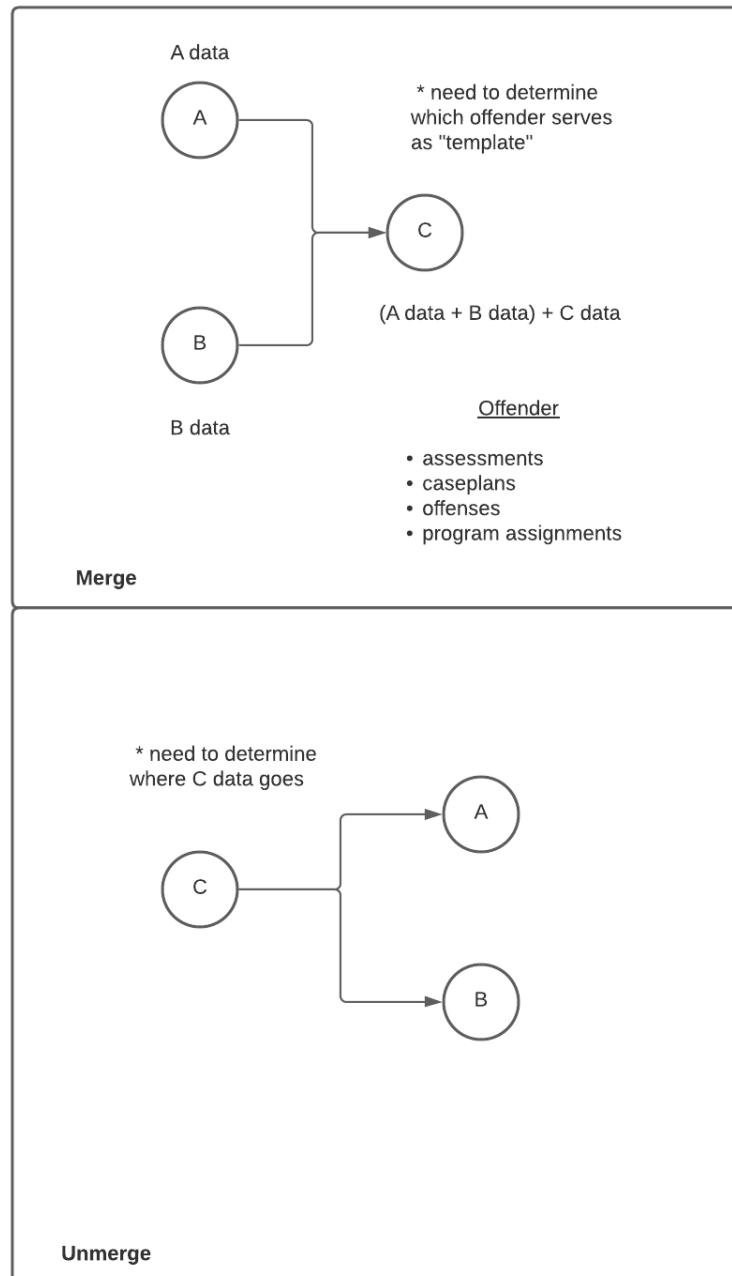 A data
A
* need to determine
which offender serves
as "template"
C
(A data + B data) + C data
B
B data
Offender
• assessments
• caseplans
• offenses
• program assignments
Merge
* need to determine
where C data goes
A
C
B
Unmerge